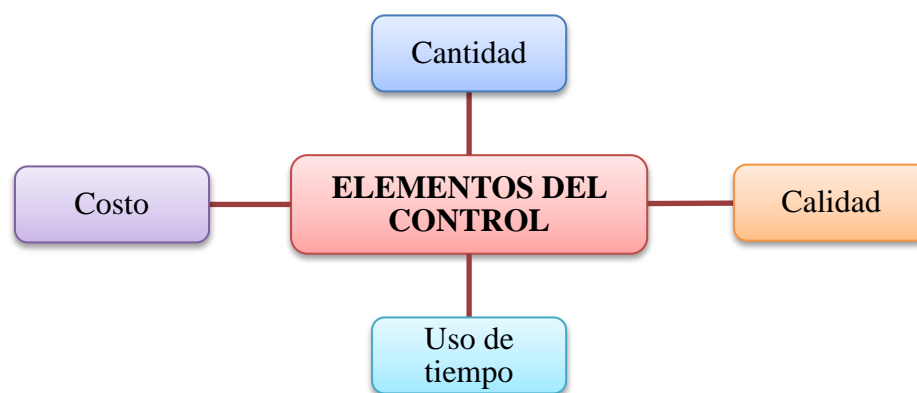 Cantidad
Costo
ELEMENTOS DEL
CONTROL
Calidad
Uso de
tiempo